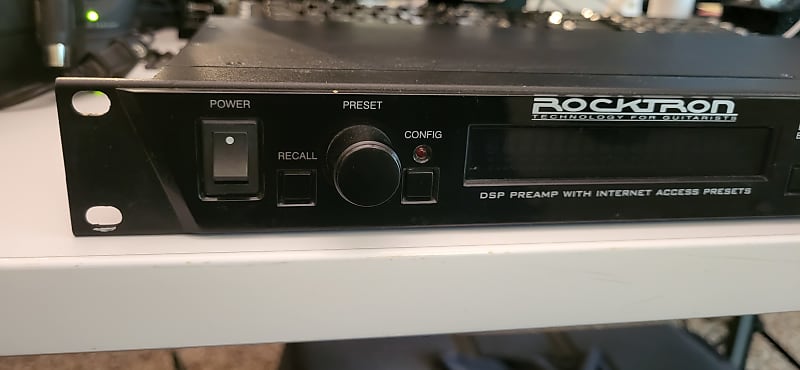 POWER
PRESET
RECALL
CONFIG
ROCKTRON
TECHNOLOGY FOR GUITARISTS
DSP PREAMP WITH INTERNET ACCESS PRESETS